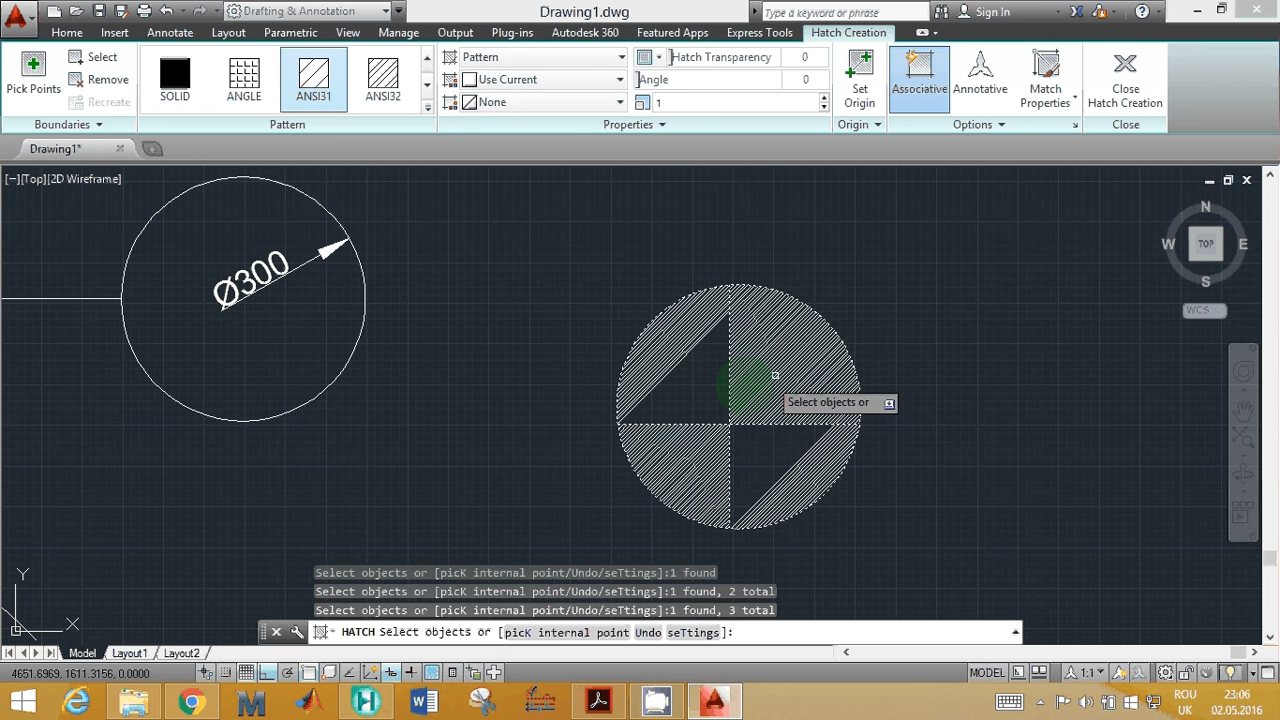 Drafting & Annotation
Drawing1.dwg
Type a keyword or phrase
Sign In
Home Insert Annotate Layout Parametric View Manage Output Plug-ins Autodesk 360 Featured Apps Express Tools Hatch Creation
Pick Points
Select
Remove
Recreate
Boundaries
SOLID
ANGLE
ANSI31
ANSI32
Pattern
Pattern
Use Current
None
Hatch Transparency 0
Angle 0
1
Properties
Set Origin
Origin
Associative
Annotative
Match Properties
Options
Close Hatch Creation
Close
Drawing1*
[−][Top][2D Wireframe]
N
W TOP E
S
WCS
Ø300
Select objects or
Select objects or [picK internal point/Undo/seTtings]:1 found
Select objects or [picK internal point/Undo/seTtings]:1 found, 2 total
Select objects or [picK internal point/Undo/seTtings]:1 found, 3 total
HATCH Select objects or [picK internal point Undo seTtings]:
Y
X
Model Layout1 Layout2
4651.6969, 1611.3156, 0.0000
MODEL
1:1
ROU
UK
23:06
02.05.2016